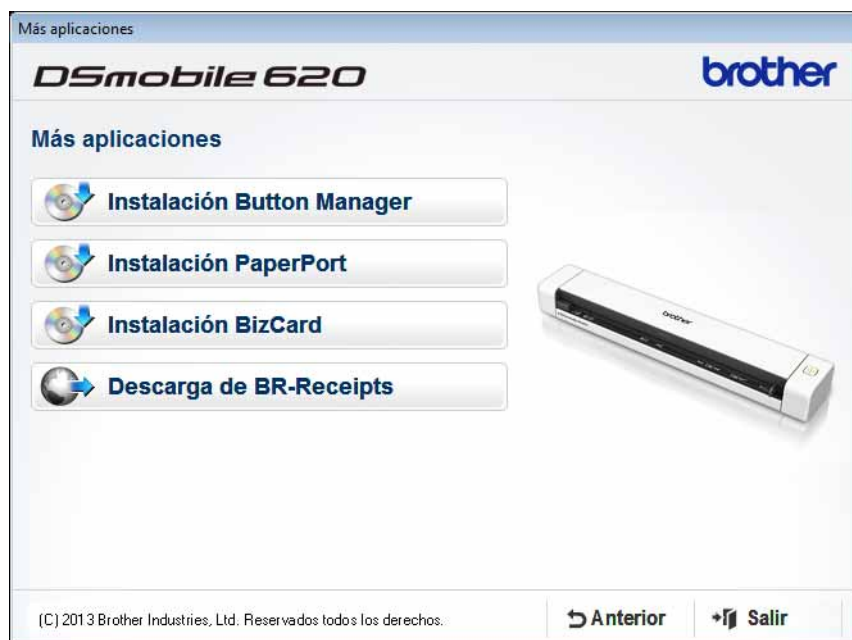 Más aplicaciones
DSmobile 620
brother
Más aplicaciones
Instalación Button Manager
Instalación PaperPort
Instalación BizCard
Descarga de BR-Receipts
brother
(C) 2013 Brother Industries, Ltd. Reservados todos los derechos.
Anterior
Salir